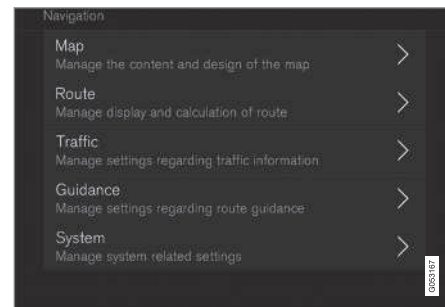 Navigation
Map
Manage the content and design of the map
Route
Manage display and calculation of route
Traffic
Manage settings regarding traffic information
Guidance
Manage settings regarding route guidance
System
Manage system related settings
G053167